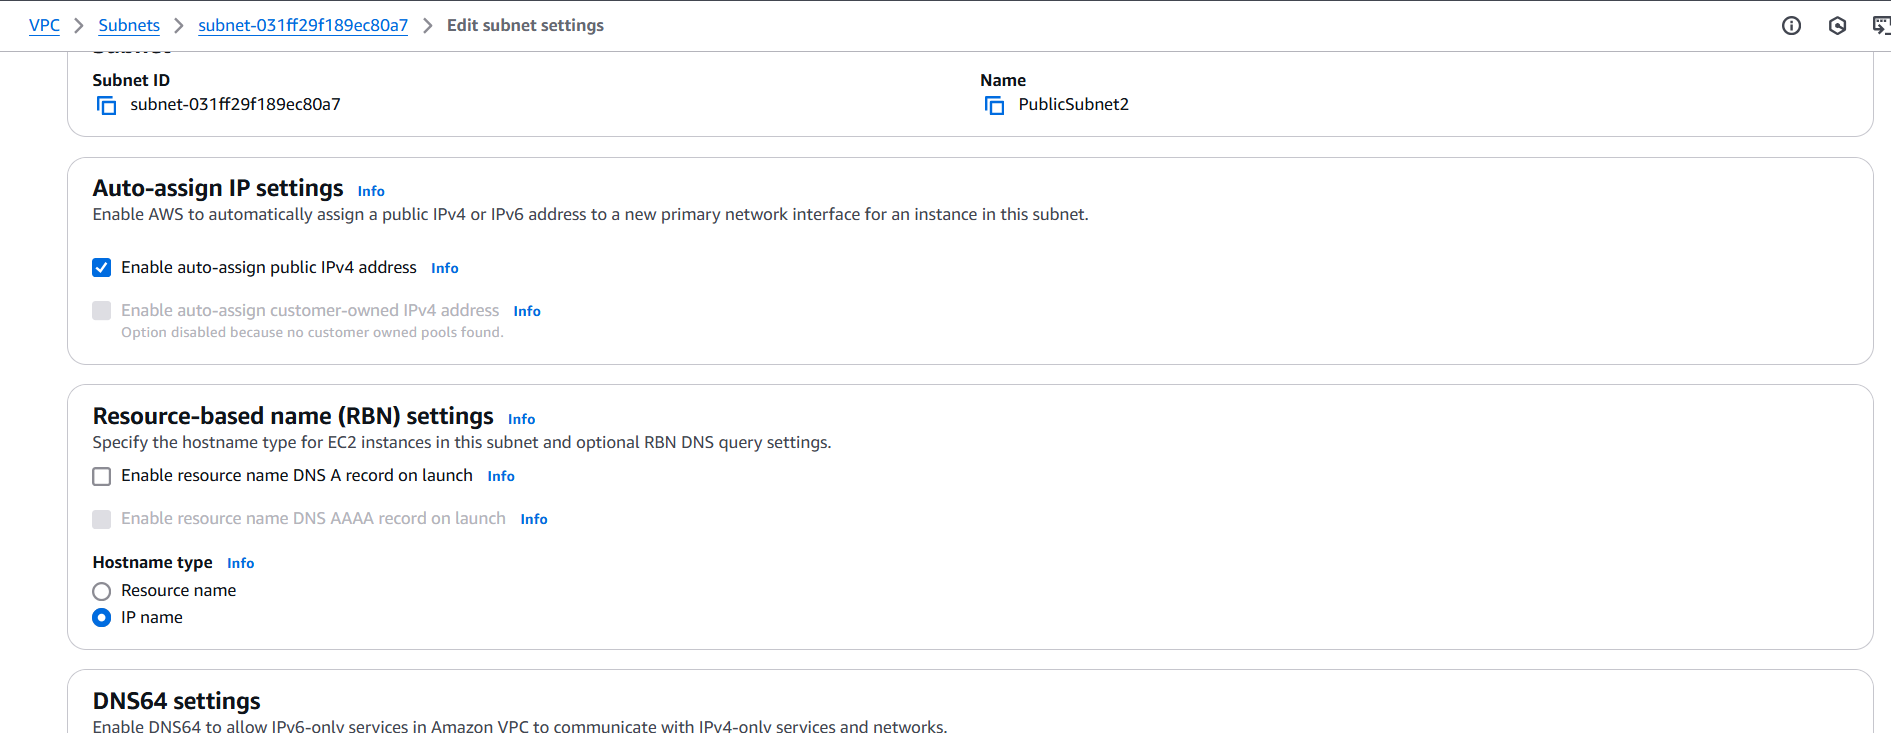 VPC > Subnets > subnet-031ff29f189ec80a7 > Edit subnet settings
Subnet
Subnet ID
subnet-031ff29f189ec80a7
Name
PublicSubnet2
Auto-assign IP settings Info
Enable AWS to automatically assign a public IPv4 or IPv6 address to a new primary network interface for an instance in this subnet.
Enable auto-assign public IPv4 address Info
Enable auto-assign customer-owned IPv4 address Info
Option disabled because no customer owned pools found.
Resource-based name (RBN) settings Info
Specify the hostname type for EC2 instances in this subnet and optional RBN DNS query settings.
Enable resource name DNS A record on launch Info
Enable resource name DNS AAAA record on launch Info
Hostname type Info
Resource name
IP name
DNS64 settings
Enable DNS64 to allow IPv6-only services in Amazon VPC to communicate with IPv4-only services and networks.